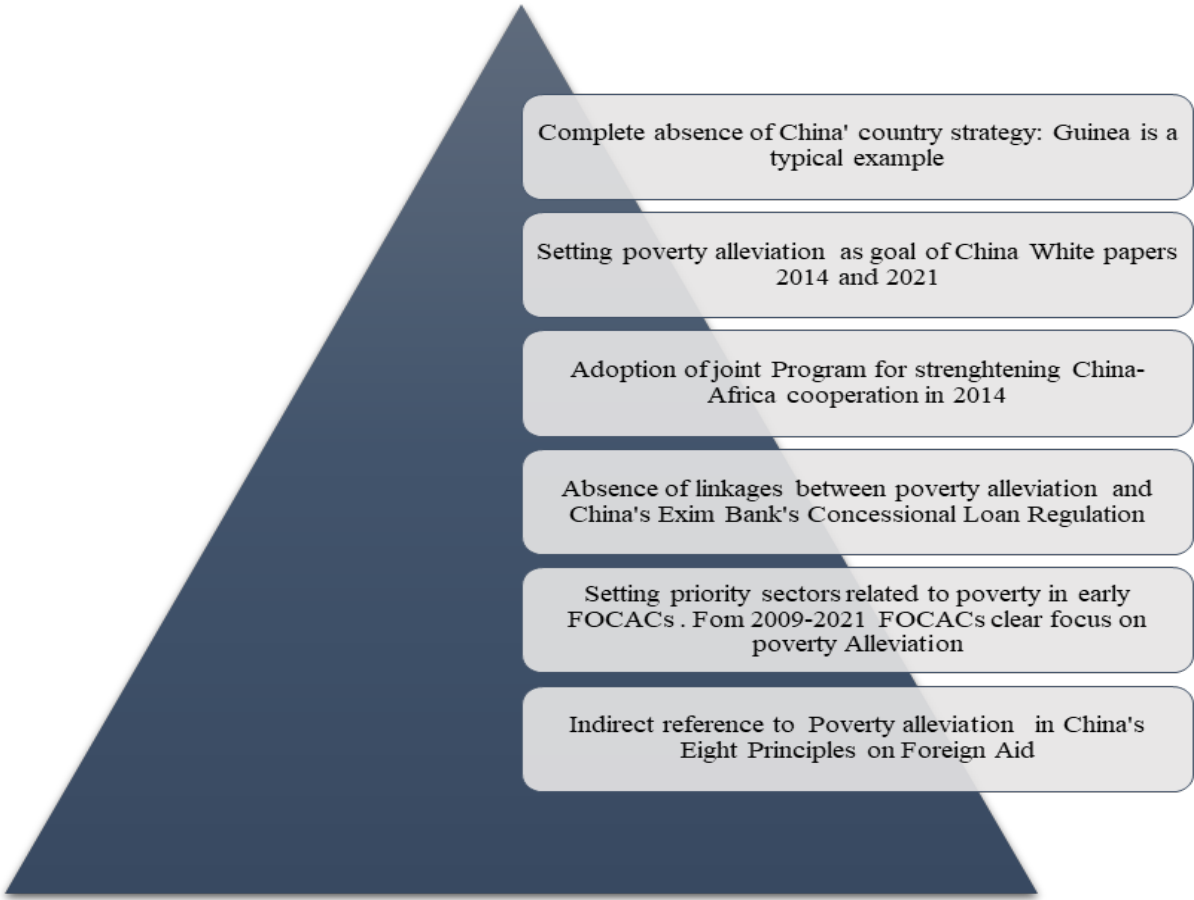 Complete absence of China' country strategy: Guinea is a
typical example
Setting poverty alleviation as goal of China White papers
2014 and 2021
Adoption of joint Program for strenghtening China-
Africa cooperation in 2014
Absence of linkages between poverty alleviation and
China's Exim Bank's Concessional Loan Regulation
Setting priority sectors related to poverty in early
FOCACs . Fom 2009-2021 FOCACs clear focus on
poverty Alleviation
Indirect reference to Poverty alleviation in China's
Eight Principles on Foreign Aid